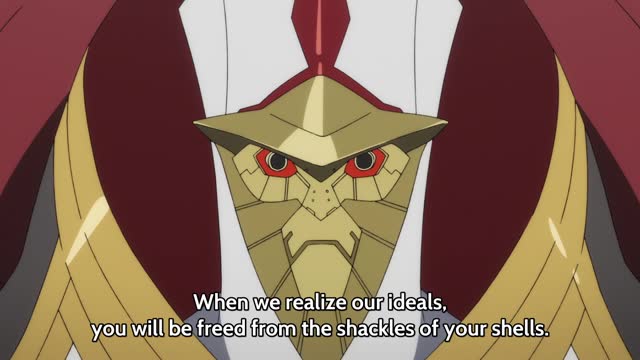 When we realize our ideals,
you will be freed from the shackles of your shells.